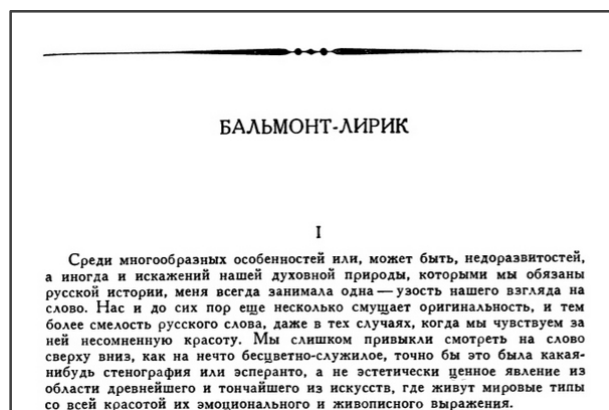 БАЛЬМОНТ-ЛИРИК
I
Среди многообразных особенностей или, может быть, недоразвитостей,
а иногда и искажений нашей духовной природы, которыми мы обязаны
русской истории, меня всегда занимала одна — узость нашего взгляда на
слово. Нас и до сих пор еще несколько смущает оригинальность, и тем
более смелость русского слова, даже в тех случаях, когда мы чувствуем за
ней несомненную красоту. Мы слишком привыкли смотреть на слово
сверху вниз, как на нечто бесцветно-служилое, точно бы это была какая-
нибудь стенография или эсперанто, а не эстетически ценное явление из
области древнейшего и тончайшего из искусств, где живут мировые типы
со всей красотой их эмоционального и живописного выражения.